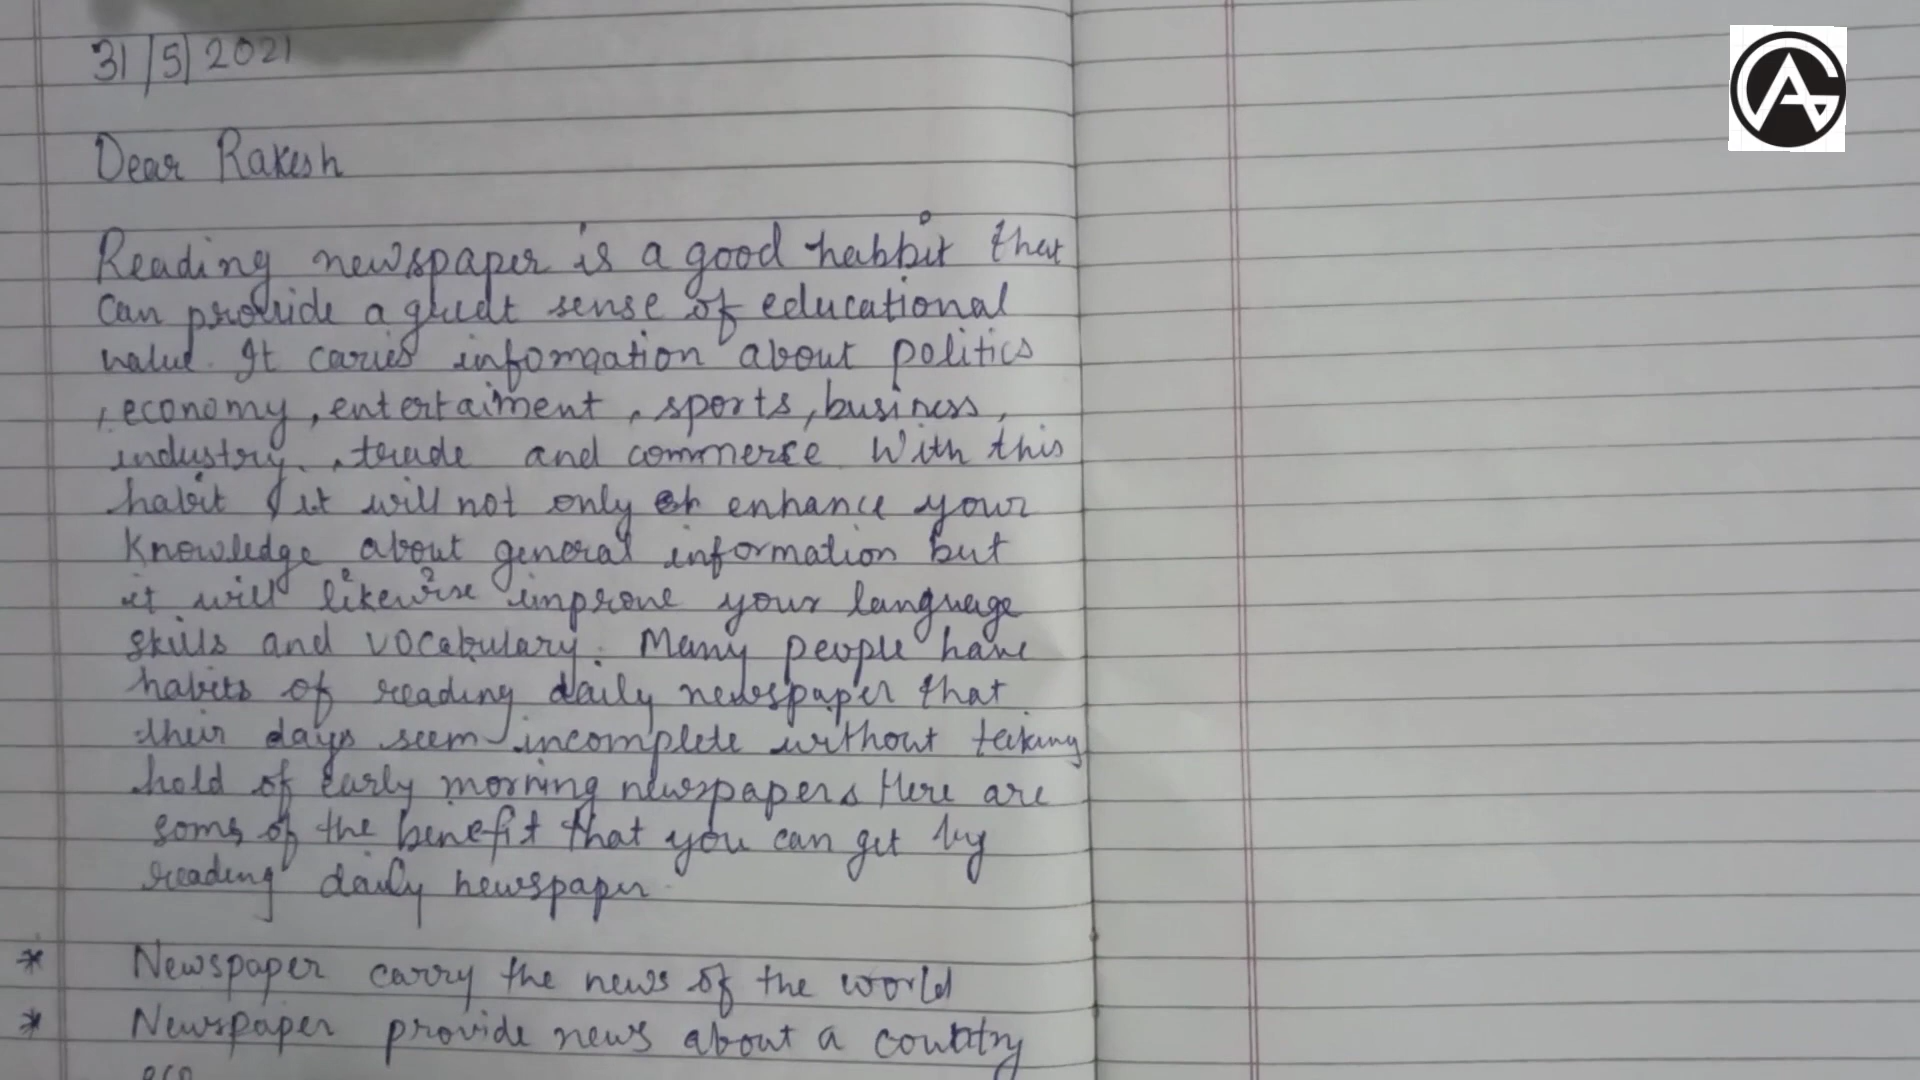 31/5/2021
Dear Rakesh
Reading newspaper is a good habbit that
can provide a great sense of educational
value. It caries infomation about politics
, economy, entertaiment, sports, business,
industry, trade and commerce With this
habit it will not only enhance your
knowledge about general information but
it will likewise improve your language
skills and vocabulary. Many people have
habits of reading daily newspaper that
their days seem incomplete without taking
hold of early morning newspapers Here are
some of the benefit that you can get by
reading daily newspaper.
* Newspaper carry the news of the world
* Newspaper provide news about a country
eco